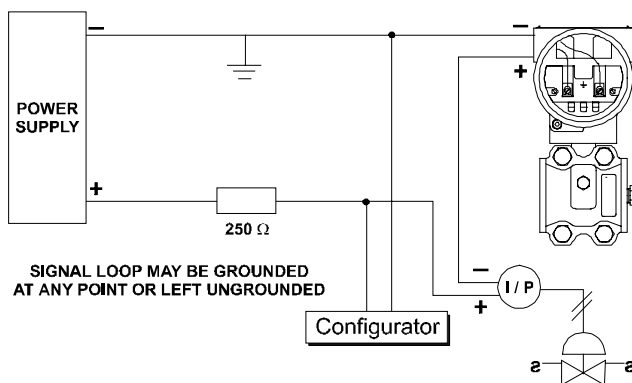 POWER
SUPPLY
−
+
250 Ω
−
+
SIGNAL LOOP MAY BE GROUNDED
AT ANY POINT OR LEFT UNGROUNDED
−
+
I / P
Configurator
S
S